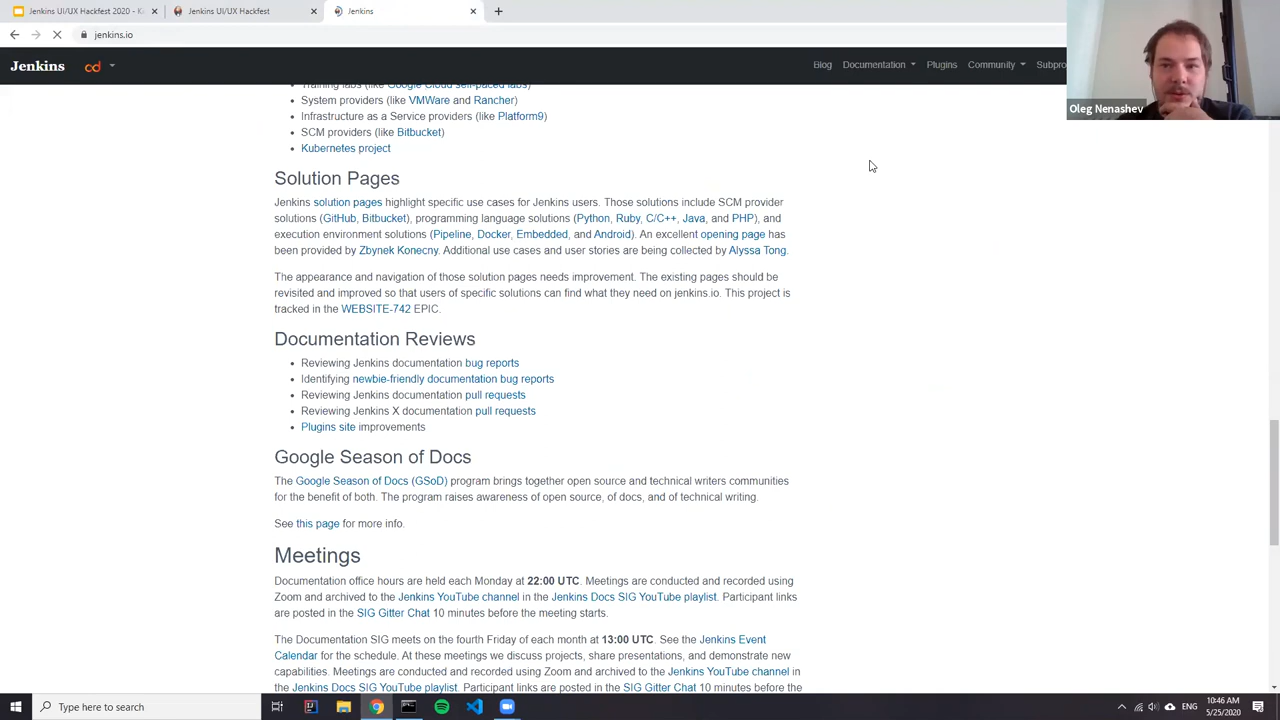 Jenkins UI/UX Hackfest 2020 - K
Jenkins UI/UX Hackfest
Jenkins
jenkins.io
Jenkins
cd
Blog Documentation Plugins Community Subpro
Oleg Nenashev
Training labs (like Google Cloud self-paced labs)
System providers (like VMWare and Rancher)
Infrastructure as a Service providers (like Platform9)
SCM providers (like Bitbucket)
Kubernetes project
Solution Pages
Jenkins solution pages highlight specific use cases for Jenkins users. Those solutions include SCM provider
solutions (GitHub, Bitbucket), programming language solutions (Python, Ruby, C/C++, Java, and PHP), and
execution environment solutions (Pipeline, Docker, Embedded, and Android). An excellent opening page has
been provided by Zbynek Konecny. Additional use cases and user stories are being collected by Alyssa Tong.
The appearance and navigation of those solution pages needs improvement. The existing pages should be
revisited and improved so that users of specific solutions can find what they need on jenkins.io. This project is
tracked in the WEBSITE-742 EPIC.
Documentation Reviews
Reviewing Jenkins documentation bug reports
Identifying newbie-friendly documentation bug reports
Reviewing Jenkins documentation pull requests
Reviewing Jenkins X documentation pull requests
Plugins site improvements
Google Season of Docs
The Google Season of Docs (GSoD) program brings together open source and technical writers communities
for the benefit of both. The program raises awareness of open source, of docs, and of technical writing.
See this page for more info.
Meetings
Documentation office hours are held each Monday at 22:00 UTC. Meetings are conducted and recorded using
Zoom and archived to the Jenkins YouTube channel in the Jenkins Docs SIG YouTube playlist. Participant links
are posted in the SIG Gitter Chat 10 minutes before the meeting starts.
The Documentation SIG meets on the fourth Friday of each month at 13:00 UTC. See the Jenkins Event
Calendar for the schedule. At these meetings we discuss projects, share presentations, and demonstrate new
capabilities. Meetings are conducted and recorded using Zoom and archived to the Jenkins YouTube channel in
the Jenkins Docs SIG YouTube playlist. Participant links are posted in the SIG Gitter Chat 10 minutes before the
Type here to search
ENG
10:46 AM
5/25/2020